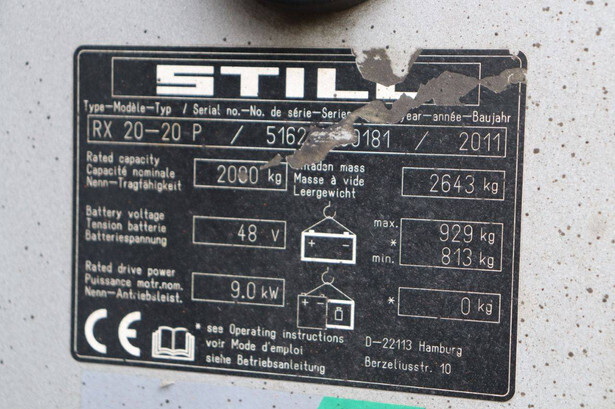 STILL
Type-Modèle-Typ / Serial no.-No. de série-Serien year-année-Baujahr
RX 20-20 P / 5162 0181 / 2011
Rated capacity
Capacité nominale
Nenn-Tragfähigkeit
2000 kg
mass
Masse à vide
Leergewicht
2643 kg
Battery voltage
Tension batterie
Batteriespannung
48 V
max. 929 kg
*
min. 813 kg
Rated drive power
Puissance motr.nom.
Nenn-Antriebsleist.
9.0 kW
* 0 kg
CE
* see Operating instructions
voir Mode d'emploi
siehe Betriebsanleitung
D-22113 Hamburg
Berzeliusstr. 10